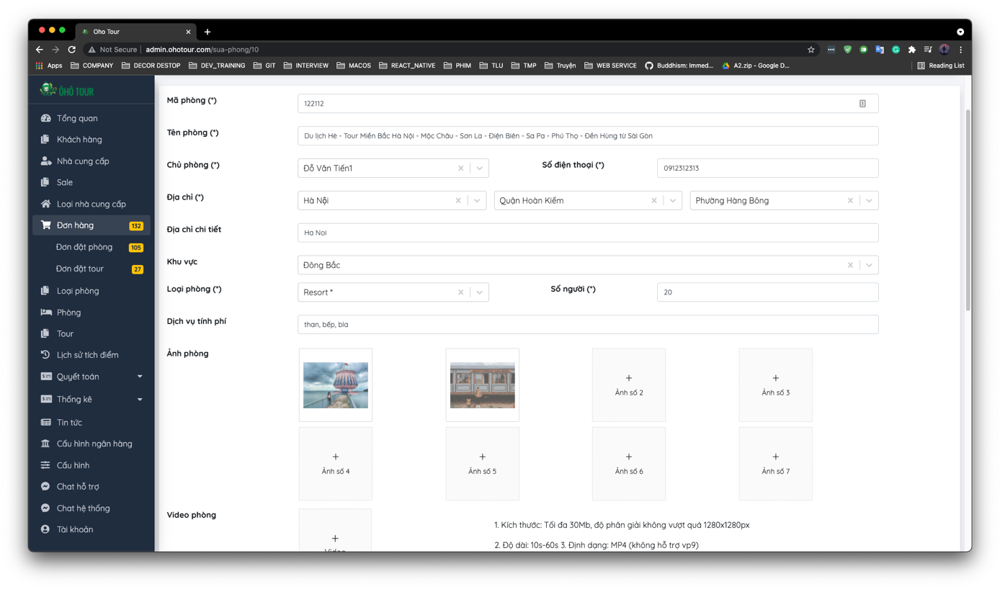 Oho Tour
Not Secure admin.ohotour.com/sua-phong/10
Apps COMPANY DECOR DESTOP DEV_TRAINING GIT INTERVIEW MACOS REACT_NATIVE PHIM TLU TMP Truyện WEB SERVICE Buddhism: Immed... A2.zip - Google D... Reading List
ÔHÔ TOUR
Tổng quan
Khách hàng
Nhà cung cấp
Sale
Loại nhà cung cấp
Đơn hàng 132
Đơn đặt phòng 105
Đơn đặt tour 27
Loại phòng
Phòng
Tour
Lịch sử tích điểm
Quyết toán
Thống kê
Tin tức
Cấu hình ngân hàng
Cấu hình
Chat hỗ trợ
Chat hệ thống
Tài khoản
Mã phòng (*) 122112
Tên phòng (*) Du lịch Hè - Tour Miền Bắc Hà Nội - Mộc Châu - Sơn La - Điện Biên - Sa Pa - Phú Thọ - Đền Hùng từ Sài Gòn
Chủ phòng (*) Đỗ Văn Tiến1 Số điện thoại (*) 0912312313
Địa chỉ (*) Hà Nội Quận Hoàn Kiếm Phường Hàng Bông
Địa chỉ chi tiết Ha Noi
Khu vực Đông Bắc
Loại phòng (*) Resort * Số người (*) 20
Dịch vụ tính phí than, bếp, bla
Ảnh phòng
Ảnh số 2 Ảnh số 3
Ảnh số 4 Ảnh số 5 Ảnh số 6 Ảnh số 7
Video phòng
Video
1. Kích thước: Tối đa 30Mb, độ phân giải không vượt quá 1280x1280px
2. Độ dài: 10s-60s 3. Định dạng: MP4 (không hỗ trợ vp9)